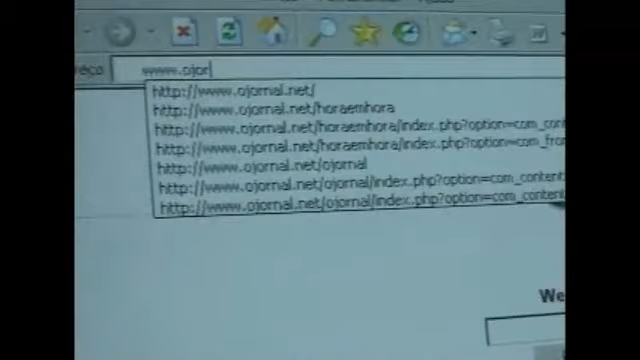 reço www.ojor
http://www.ojornal.net/
http://www.ojornal.net/horaemhora
http://www.ojornal.net/horaemhora/index.php?option=com_cont
http://www.ojornal.net/horaemhora/index.php?option=com_fro
http://www.ojornal.net/ojornal
http://www.ojornal.net/ojornal/index.php?option=com_content
http://www.ojornal.net/ojornal/index.php?option=com_content
We